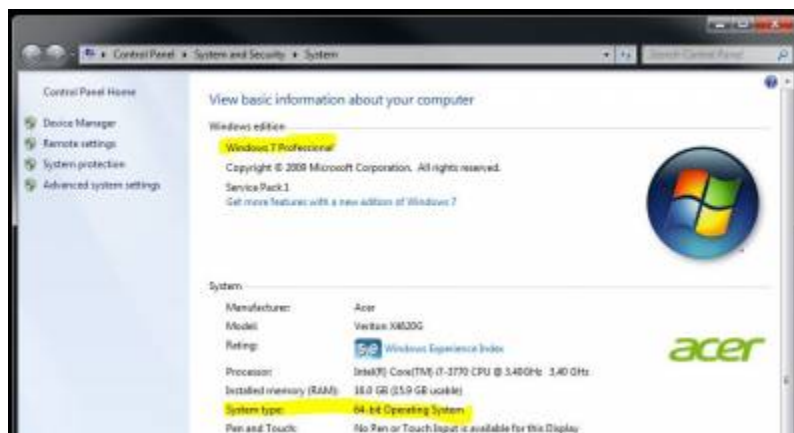 Control Panel ▸ System and Security ▸ System
Search Control Panel
Control Panel Home
Device Manager
Remote settings
System protection
Advanced system settings
View basic information about your computer
Windows edition
Windows 7 Professional
Copyright © 2009 Microsoft Corporation. All rights reserved.
Service Pack 1
Get more features with a new edition of Windows 7
System
Manufacturer: Acer
Model: Veriton X4620G
Rating: Windows Experience Index
Processor: Intel(R) Core(TM) i7-3770 CPU @ 3.40GHz 3.40 GHz
Installed memory (RAM): 16.0 GB (15.9 GB usable)
System type: 64-bit Operating System
Pen and Touch: No Pen or Touch Input is available for this Display
acer